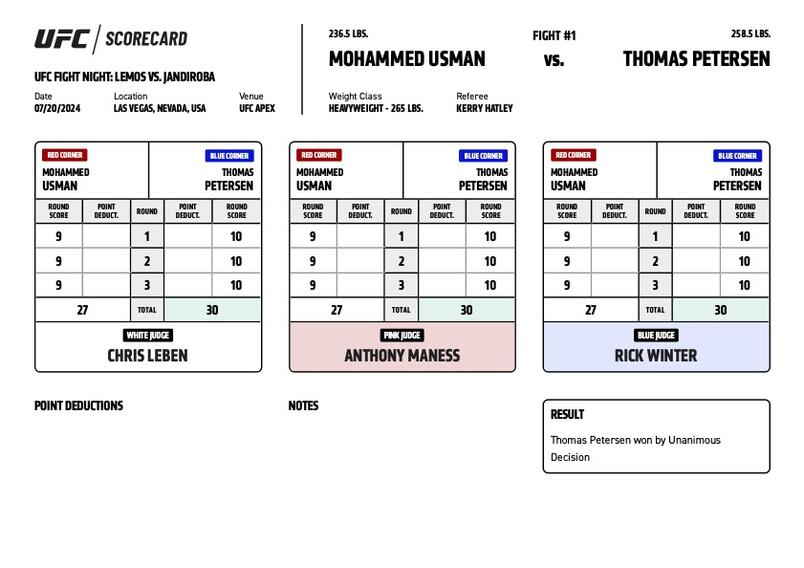 UFC / SCORECARD
UFC FIGHT NIGHT: LEMOS VS. JANDIROBA
Date Location Venue
07/20/2024 LAS VEGAS, NEVADA, USA UFC APEX
236.5 LBS. FIGHT #1 258.5 LBS.
MOHAMMED USMAN VS. THOMAS PETERSEN
Weight Class Referee
HEAVYWEIGHT - 265 LBS. KERRY HATLEY
RED CORNER BLUE CORNER
MOHAMMED THOMAS
USMAN PETERSEN
ROUND POINT ROUND POINT ROUND
SCORE DEDUCT. DEDUCT. SCORE
9 1 10
9 2 10
9 3 10
27 TOTAL 30
WHITE JUDGE
CHRIS LEBEN
RED CORNER BLUE CORNER
MOHAMMED THOMAS
USMAN PETERSEN
ROUND POINT ROUND POINT ROUND
SCORE DEDUCT. DEDUCT. SCORE
9 1 10
9 2 10
9 3 10
27 TOTAL 30
PINK JUDGE
ANTHONY MANESS
RED CORNER BLUE CORNER
MOHAMMED THOMAS
USMAN PETERSEN
ROUND POINT ROUND POINT ROUND
SCORE DEDUCT. DEDUCT. SCORE
9 1 10
9 2 10
9 3 10
27 TOTAL 30
BLUE JUDGE
RICK WINTER
POINT DEDUCTIONS
NOTES
RESULT
Thomas Petersen won by Unanimous
Decision